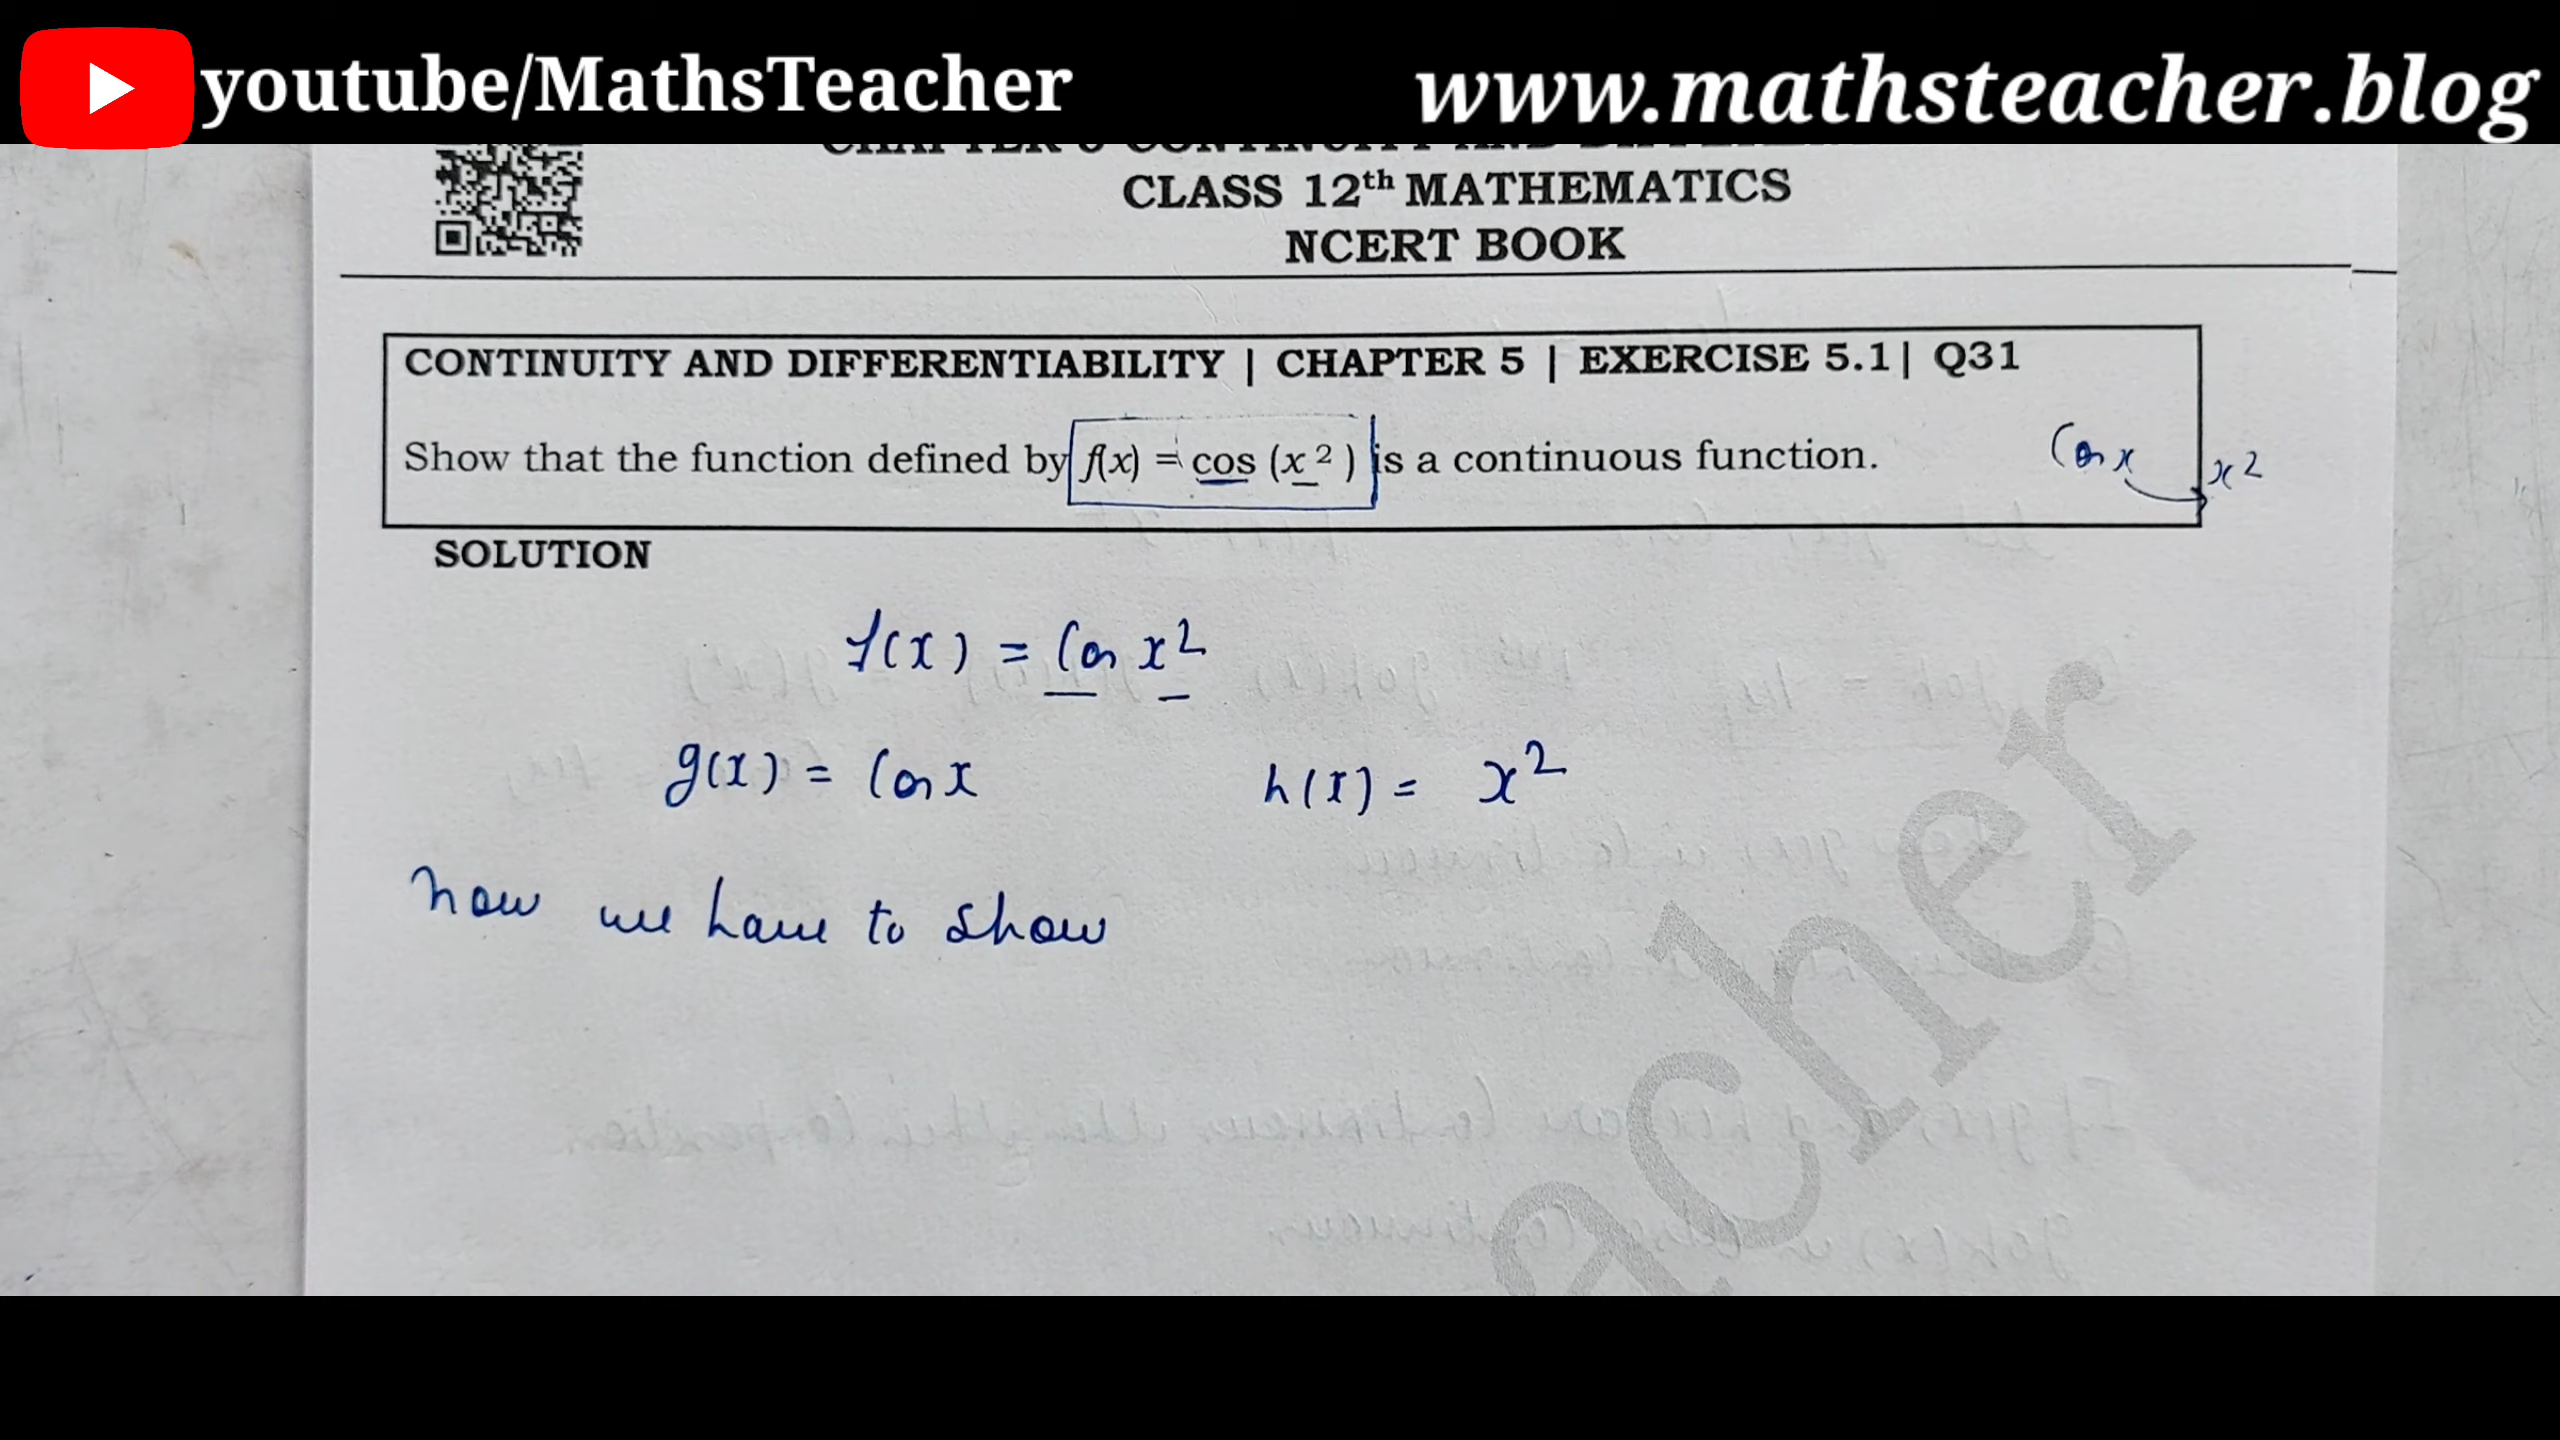 youtube/MathsTeacher
www.mathsteacher.blog
CLASS 12th MATHEMATICS
NCERT BOOK
CONTINUITY AND DIFFERENTIABILITY | CHAPTER 5 | EXERCISE 5.1| Q31
Show that the function defined by f(x) = cos (x²) is a continuous function.
Cos x x²
SOLUTION
f(x) = Cos x²
g(x) = Cos x h(x) = x²
now we have to show
acher